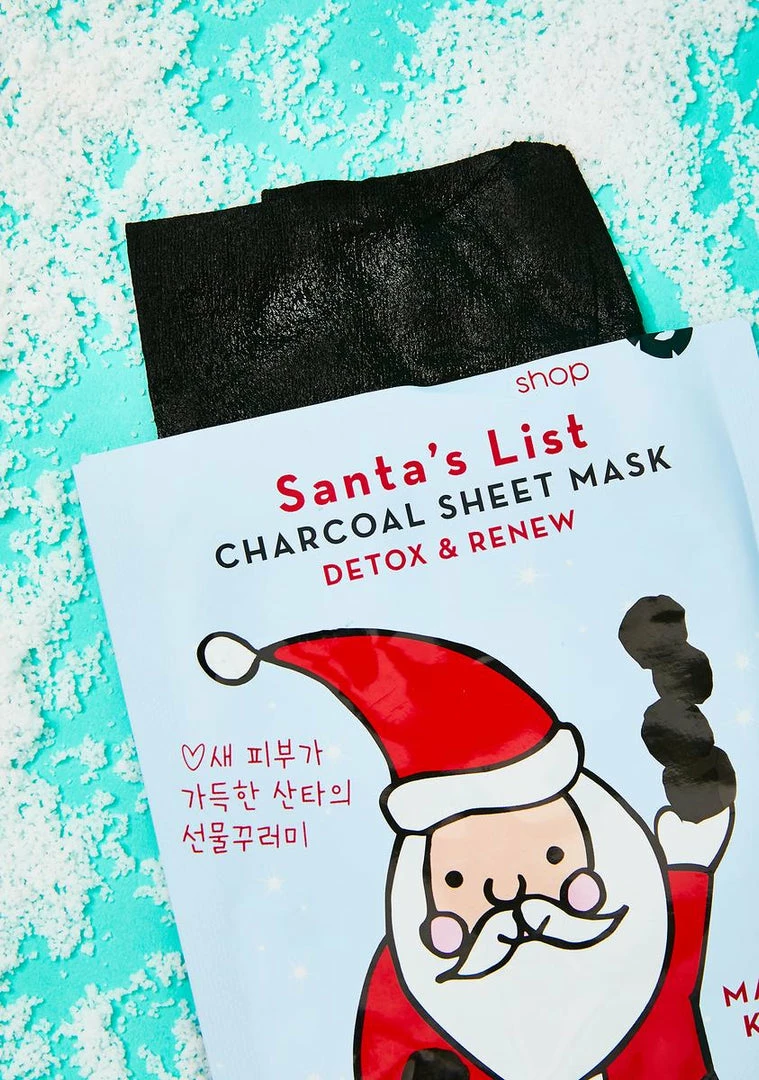 shop
Santa's List
CHARCOAL SHEET MASK
DETOX & RENEW
♡새 피부가
가득한 산타의
선물꾸러미